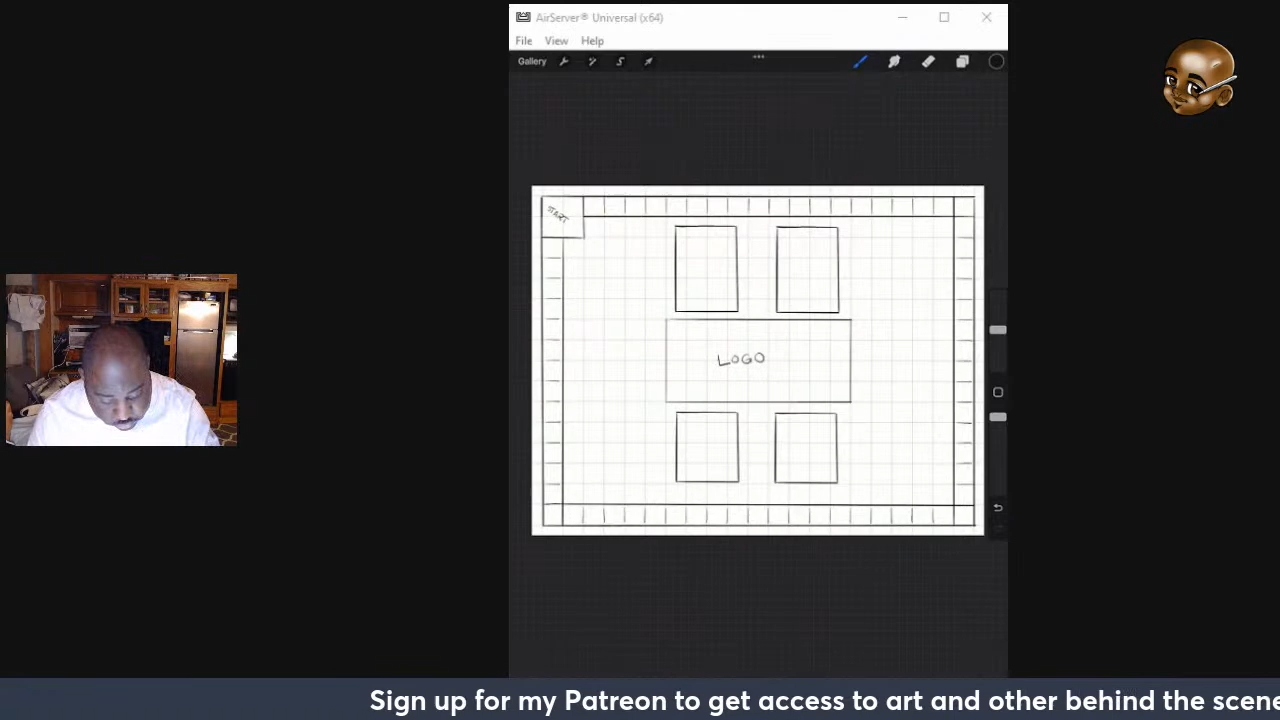 AirServer® Universal (x64)
File View Help
Gallery
START
LOGO
Sign up for my Patreon to get access to art and other behind the scene